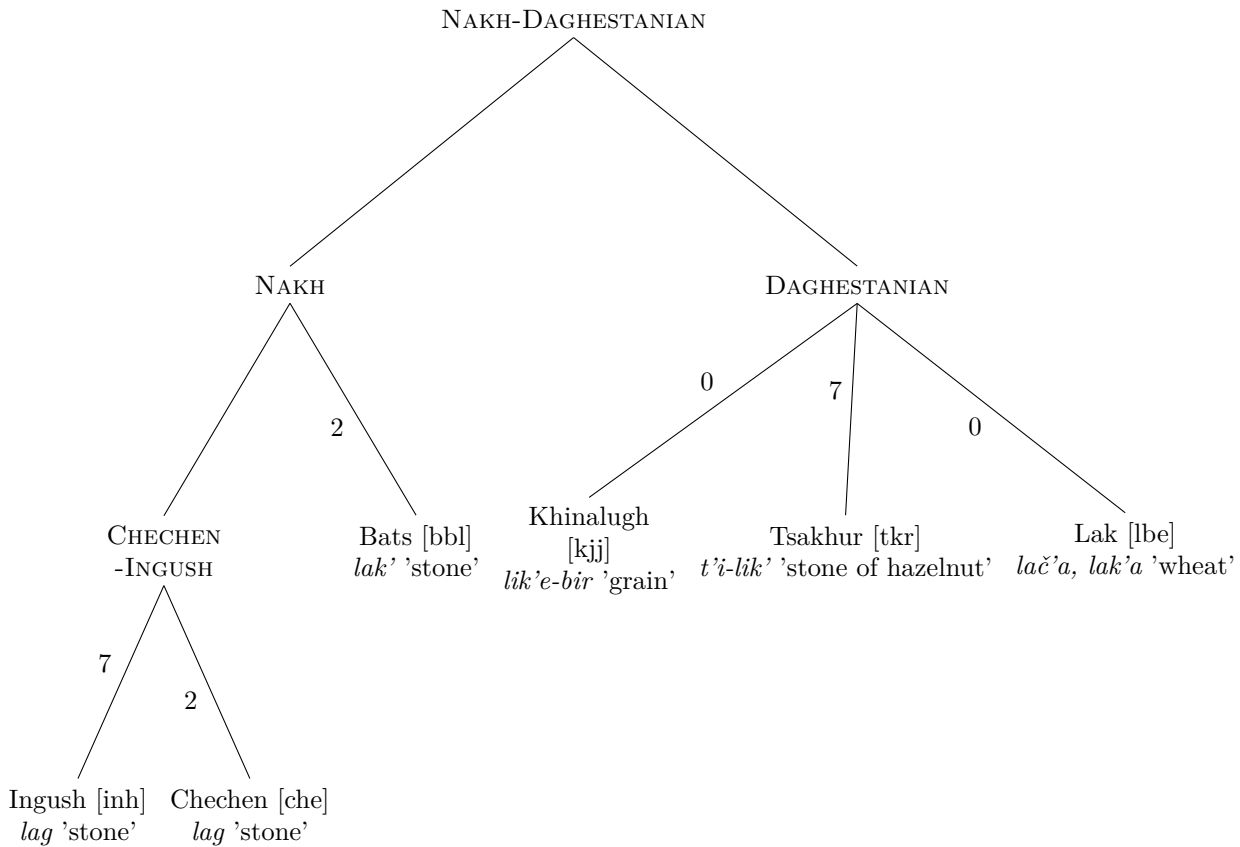 NAKH-DAGHESTANIAN
NAKH
DAGHESTANIAN
0
7
2
0
CHECHEN
-INGUSH
Bats [bbl]
lak' 'stone'
Khinalugh
[kjj]
lik'e-bir 'grain'
Tsakhur [tkr]
t'i-lik' 'stone of hazelnut'
Lak [lbe]
lač'a, lak'a 'wheat'
7
2
Ingush [inh]
lag 'stone'
Chechen [che]
lag 'stone'